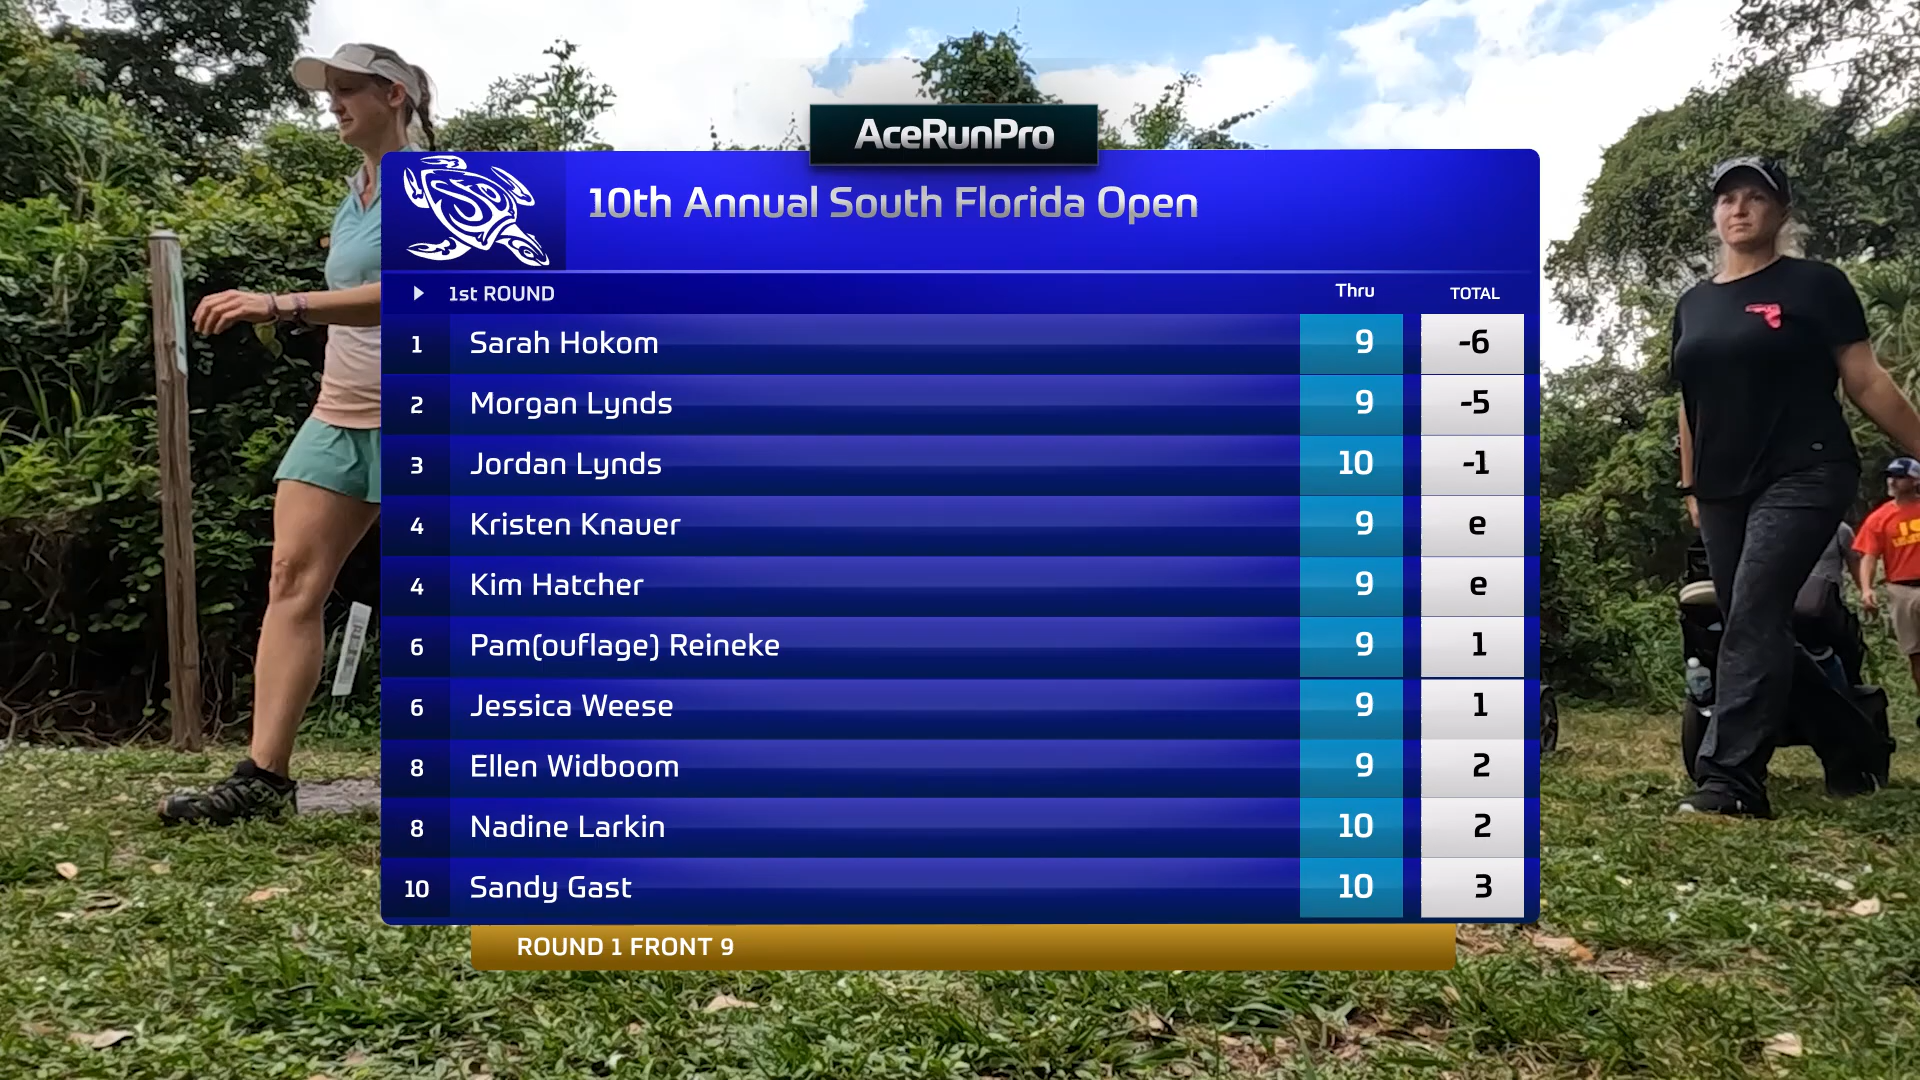 AceRunPro
10th Annual South Florida Open
1st ROUND Thru TOTAL
1 Sarah Hokom 9 -6
2 Morgan Lynds 9 -5
3 Jordan Lynds 10 -1
4 Kristen Knauer 9 e
4 Kim Hatcher 9 e
6 Pam(ouflage) Reineke 9 1
6 Jessica Weese 9 1
8 Ellen Widboom 9 2
8 Nadine Larkin 10 2
10 Sandy Gast 10 3
ROUND 1 FRONT 9